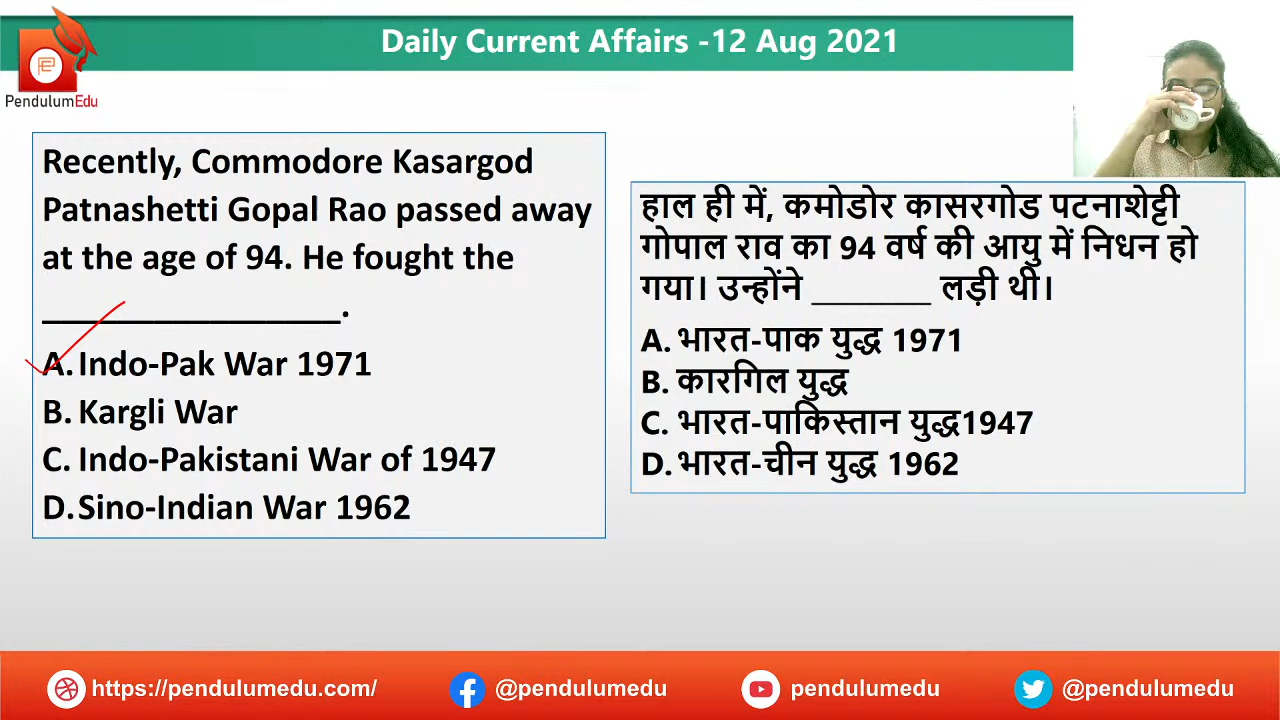 Daily Current Affairs -12 Aug 2021
PendulumEdu
Recently, Commodore Kasargod
Patnashetti Gopal Rao passed away
at the age of 94. He fought the
_________________.
A. Indo-Pak War 1971
B. Kargli War
C. Indo-Pakistani War of 1947
D. Sino-Indian War 1962
हाल ही में, कमोडोर कासरगोड पटनाशेट्टी
गोपाल राव का 94 वर्ष की आयु में निधन हो
गया। उन्होंने ________ लड़ी थी।
A. भारत-पाक युद्ध 1971
B. कारगिल युद्ध
C. भारत-पाकिस्तान युद्ध1947
D. भारत-चीन युद्ध 1962
https://pendulumedu.com/ @pendulumedu pendulumedu @pendulumedu